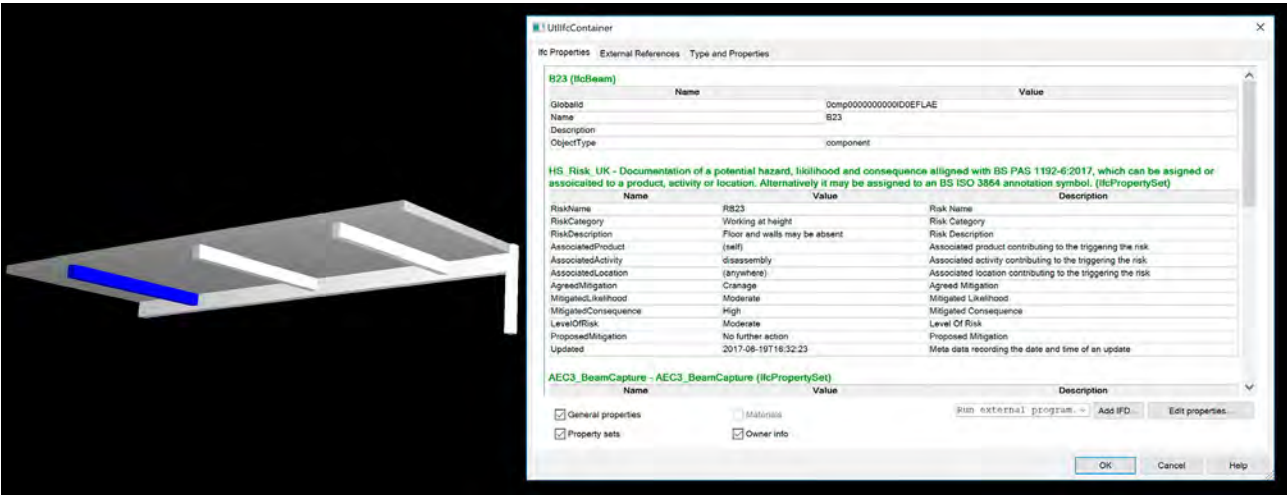 UtilIfcContainer
Ifc Properties External References Type and Properties
B23 (IfcBeam)
Name Value
GlobalId 0cmp0000000000ID0EFLAE
Name B23
Description
ObjectType component
HS_Risk_UK - Documentation of a potential hazard, likilihood and consequence alligned with BS PAS 1192-6:2017, which can be asigned or
assoicaited to a product, activity or location. Alternatively it may be assigned to an BS ISO 3864 annotation symbol. (IfcPropertySet)
Name Value Description
RiskName RB23 Risk Name
RiskCategory Working at height Risk Category
RiskDescription Floor and walls may be absent Risk Description
AssociatedProduct (self) Associated product contributing to the triggering the risk
AssociatedActivity disassembly Associated activity contributing to the triggering the risk
AssociatedLocation (anywhere) Associated location contributing to the triggering the risk
AgreedMitigation Cranage Agreed Mitigation
MitigatedLikelihood Moderate Mitigated Likelihood
MitigatedConsequence High Mitigated Consequence
LevelOfRisk Moderate Level Of Risk
ProposedMitigation No further action Proposed Mitigation
Updated 2017-06-19T16:32:23 Meta data recording the date and time of an update
AEC3_BeamCapture - AEC3_BeamCapture (IfcPropertySet)
Name Value Description
General properties Materials Run external program. Add IFD... Edit properties...
Property sets Owner info
OK Cancel Help